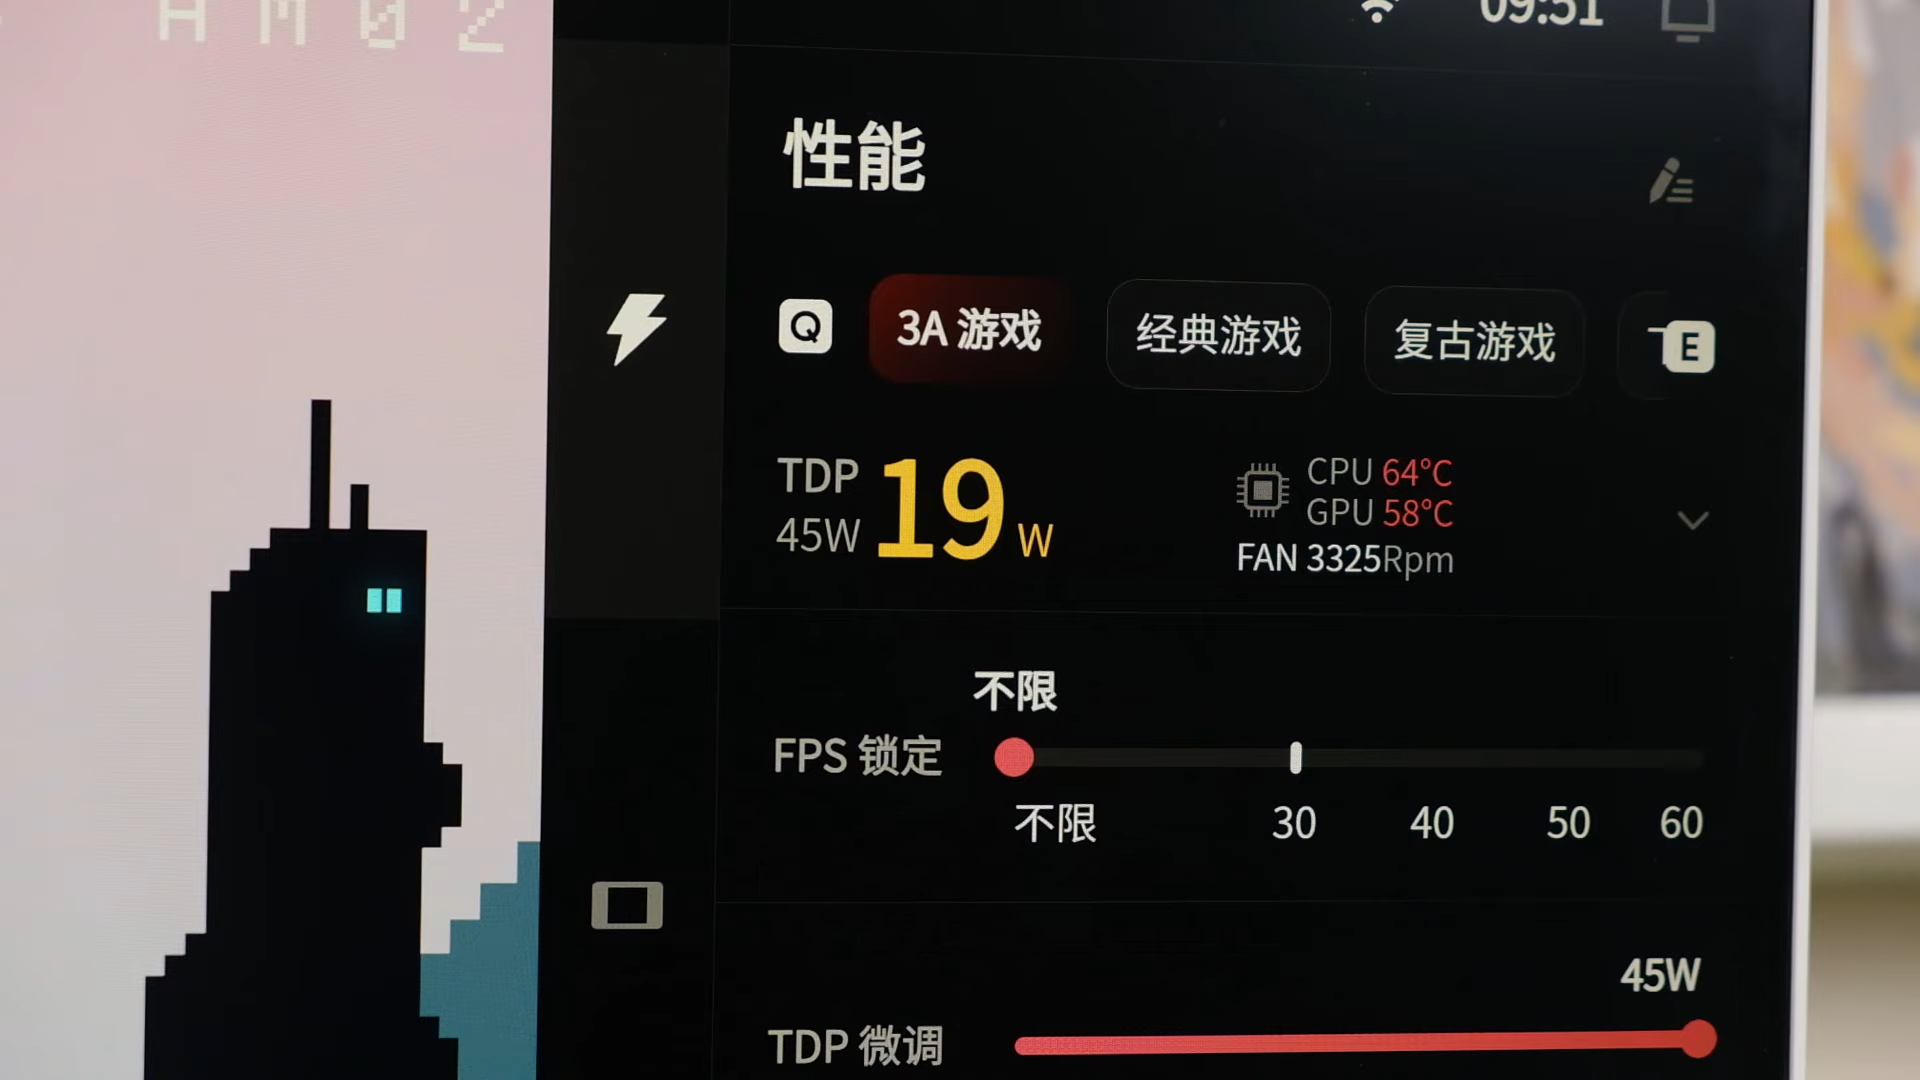 AM02
09:51
性能
Q 3A 游戏 经典游戏 复古游戏 E
TDP 45W 19 W
CPU 64°C
GPU 58°C
FAN 3325Rpm
不限
FPS 锁定
不限 30 40 50 60
45W
TDP 微调